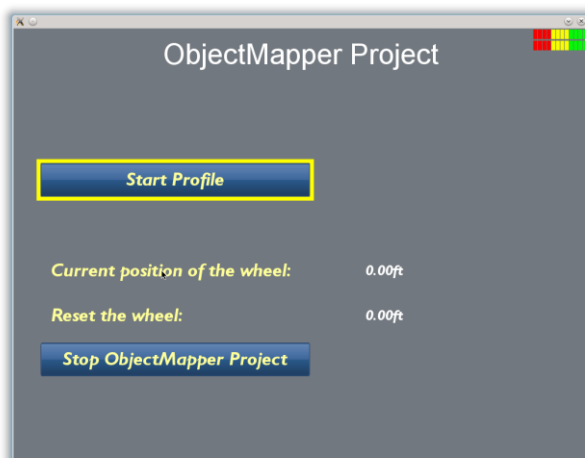 ObjectMapper Project
Start Profile
Current position of the wheel: 0.00ft
Reset the wheel: 0.00ft
Stop ObjectMapper Project